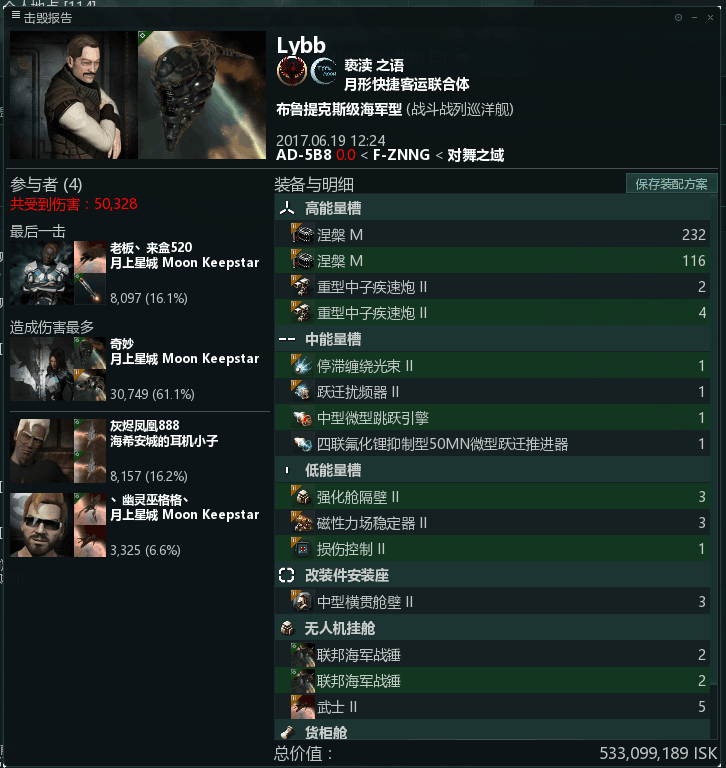 击毁报告
Lybb
亵渎 之语
月形快捷客运联合体
布鲁提克斯级海军型 (战斗战列巡洋舰)
2017.06.19 12:24
AD-5B8 0.0 < F-ZNNG < 对舞之域
参与者 (4)
共受到伤害：50,328
最后一击
老板、来盒520
月上星城 Moon Keepstar
8,097 (16.1%)
造成伤害最多
奇妙
月上星城 Moon Keepstar
30,749 (61.1%)
灰烬凤凰888
海希安城的耳机小子
8,157 (16.2%)
、幽灵巫格格、
月上星城 Moon Keepstar
3,325 (6.6%)
装备与明细
保存装配方案
高能量槽
涅槃 M 232
涅槃 M 116
重型中子疾速炮 II 2
重型中子疾速炮 II 4
中能量槽
停滞缠绕光束 II 1
跃迁扰频器 II 1
中型微型跳跃引擎 1
四联氟化锂抑制型50MN微型跃迁推进器 1
低能量槽
强化舱隔壁 II 3
磁性力场稳定器 II 3
损伤控制 II 1
改装件安装座
中型横贯舱壁 II 3
无人机挂舱
联邦海军战锤 2
联邦海军战锤 2
武士 II 5
货柜舱
总价值： 533,099,189 ISK